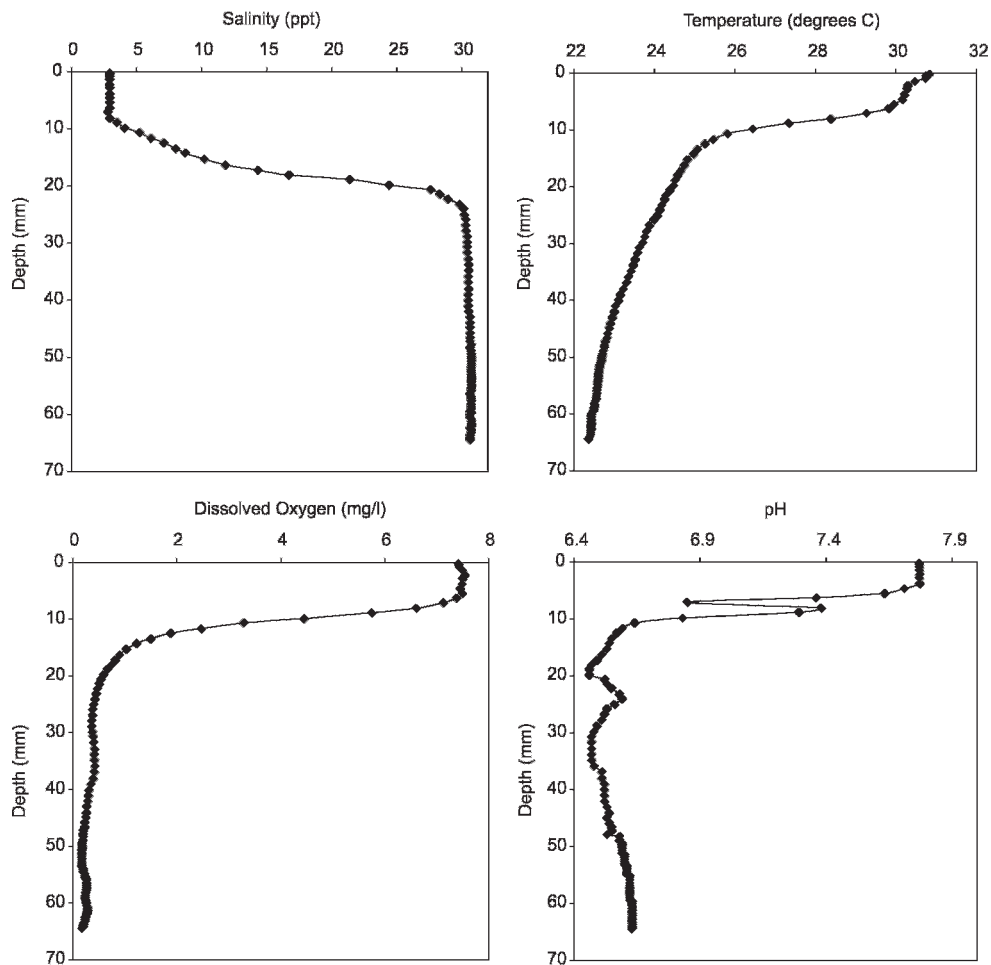 Salinity (ppt)
0 5 10 15 20 25 30
0
10
20
30
40
50
60
70
Depth (mm)
Temperature (degrees C)
22 24 26 28 30 32
0
10
20
30
40
50
60
70
Depth (mm)
Dissolved Oxygen (mg/l)
0 2 4 6 8
0
10
20
30
40
50
60
70
Depth (mm)
pH
6.4 6.9 7.4 7.9
0
10
20
30
40
50
60
70
Depth (mm)